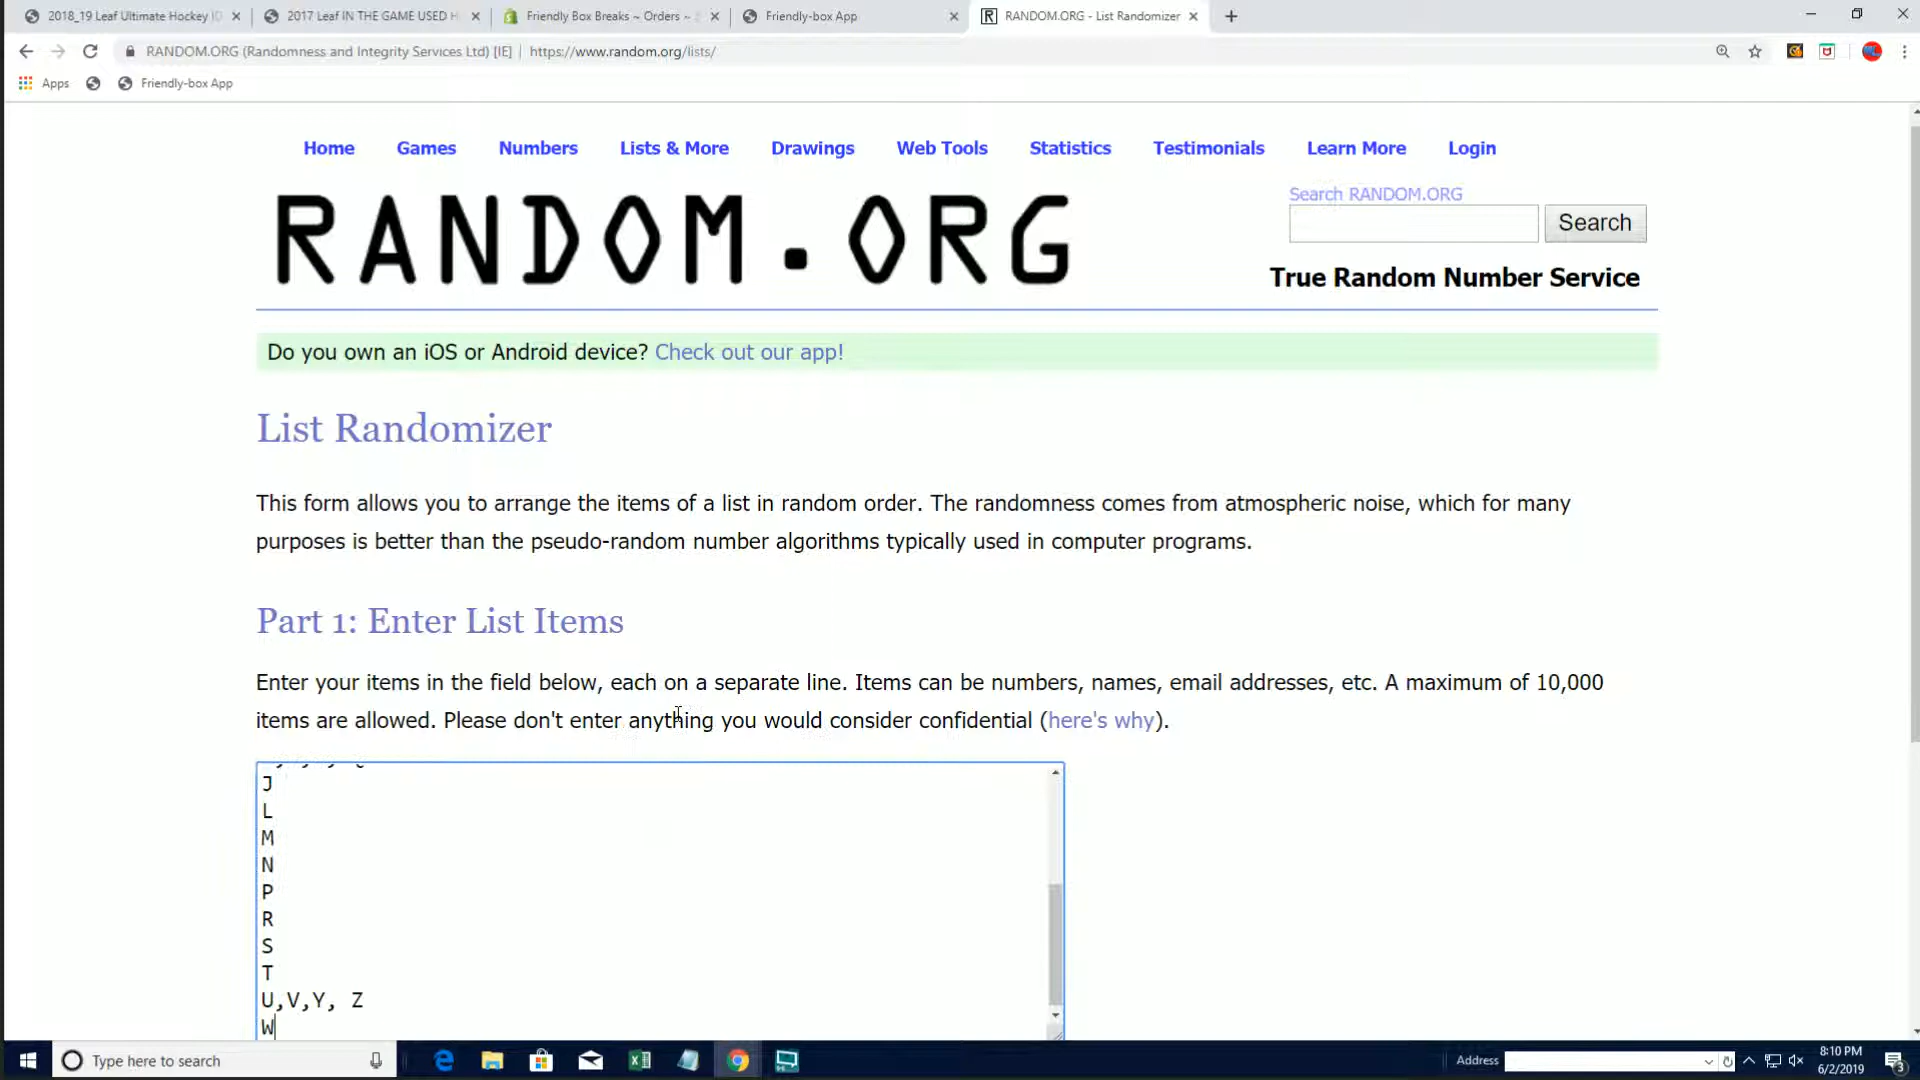 2018_19 Leaf Ultimate Hockey
2017 Leaf IN THE GAME USED H
Friendly Box Breaks ~ Orders ~
Friendly-box App
RANDOM.ORG - List Randomizer
RANDOM.ORG (Randomness and Integrity Services Ltd) [IE] | https://www.random.org/lists/
Apps
Friendly-box App
Home Games Numbers Lists & More Drawings Web Tools Statistics Testimonials Learn More Login
RANDOM.ORG
Search RANDOM.ORG
Search
True Random Number Service
Do you own an iOS or Android device? Check out our app!
List Randomizer
This form allows you to arrange the items of a list in random order. The randomness comes from atmospheric noise, which for many
purposes is better than the pseudo-random number algorithms typically used in computer programs.
Part 1: Enter List Items
Enter your items in the field below, each on a separate line. Items can be numbers, names, email addresses, etc. A maximum of 10,000
items are allowed. Please don't enter anything you would consider confidential (here's why).
J
L
M
N
P
R
S
T
U,V,Y, Z
W
Type here to search
Address
8:10 PM
6/2/2019
3